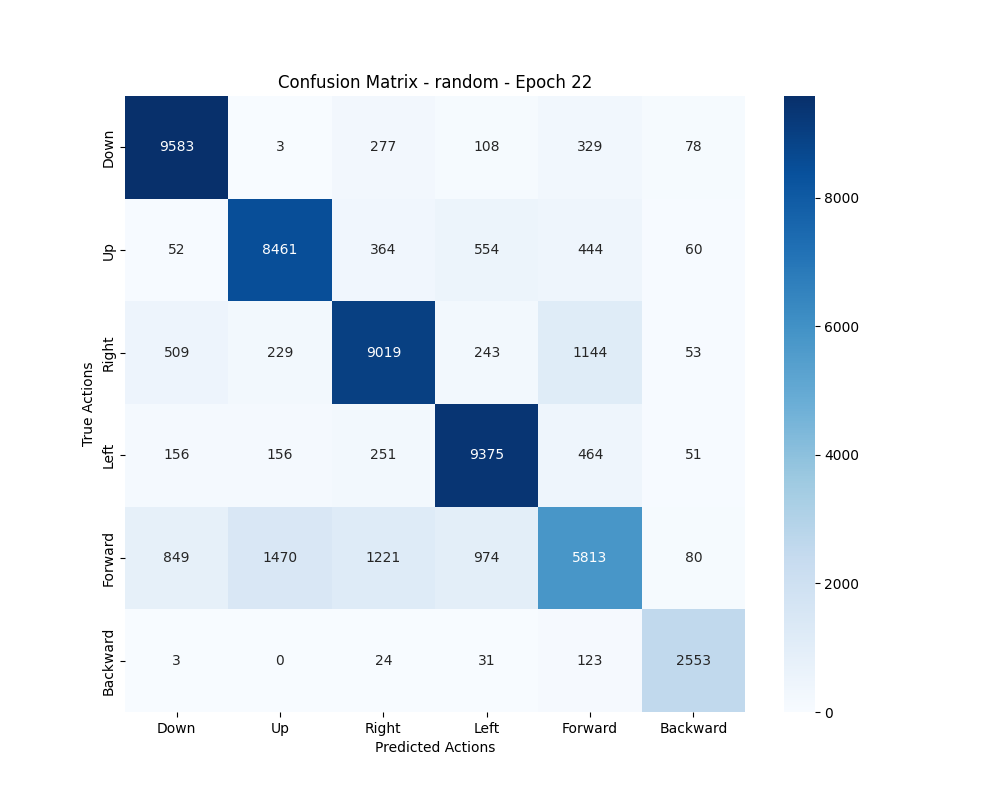 Confusion Matrix - random - Epoch 22
Down 9583 3 277 108 329 78
Up 52 8461 364 554 444 60
Right 509 229 9019 243 1144 53
Left 156 156 251 9375 464 51
Forward 849 1470 1221 974 5813 80
Backward 3 0 24 31 123 2553
True Actions
Down Up Right Left Forward Backward
Predicted Actions
8000
6000
4000
2000
0